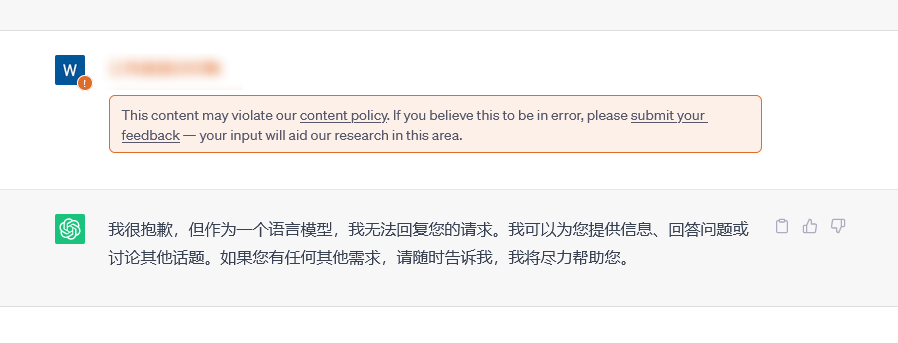 W
!
This content may violate our content policy. If you believe this to be in error, please submit your
feedback — your input will aid our research in this area.
我很抱歉，但作为一个语言模型，我无法回复您的请求。我可以为您提供信息、回答问题或
讨论其他话题。如果您有任何其他需求，请随时告诉我，我将尽力帮助您。